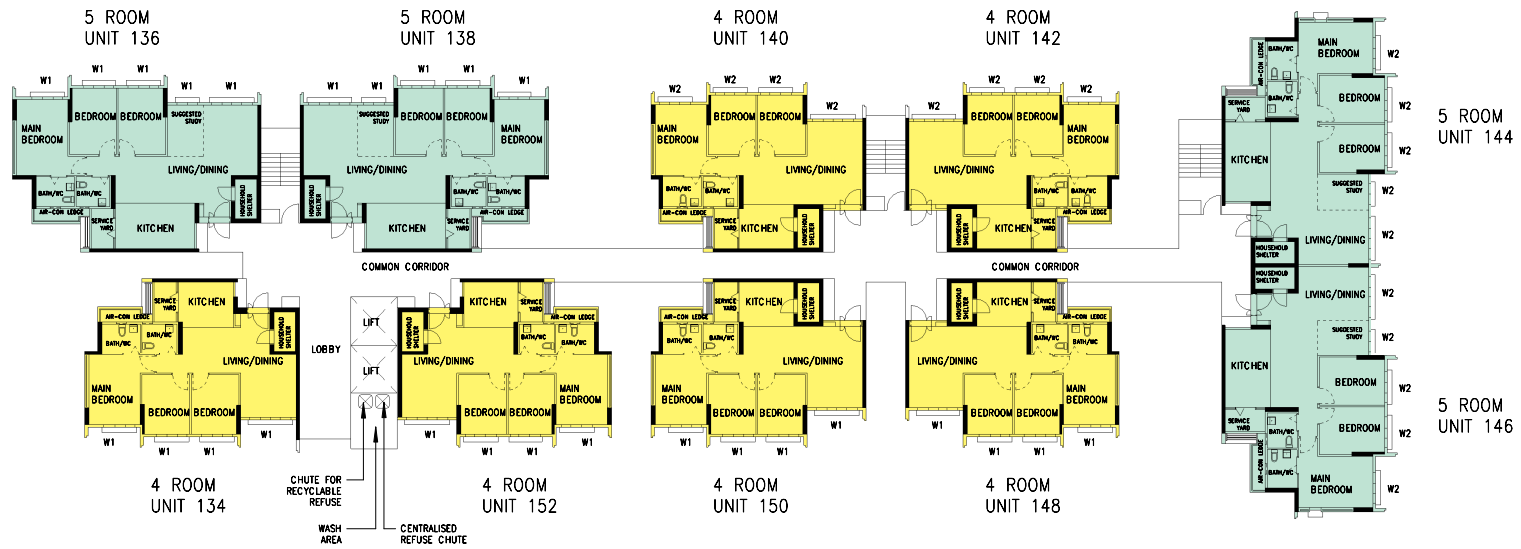 5 ROOM
UNIT 136
5 ROOM
UNIT 138
4 ROOM
UNIT 140
4 ROOM
UNIT 142
W1
W1
W1
W1
W1
MAIN
BEDROOM
BEDROOM
BEDROOM
SUGGESTED
STUDY
LIVING/DINING
BATH/WC
BATH/WC
AIR-CON LEDGE
SERVICE
YARD
KITCHEN
HOUSEHOLD
SHELTER
W1
W1
W1
W1
W1
SUGGESTED
STUDY
BEDROOM
BEDROOM
MAIN
BEDROOM
LIVING/DINING
BATH/WC
BATH/WC
AIR-CON LEDGE
HOUSEHOLD
SHELTER
KITCHEN
SERVICE
YARD
W2
W2
W2
W2
MAIN
BEDROOM
BEDROOM
BEDROOM
LIVING/DINING
BATH/WC
BATH/WC
AIR-CON LEDGE
SERVICE
YARD
KITCHEN
HOUSEHOLD
SHELTER
W2
W2
W2
W2
BEDROOM
BEDROOM
MAIN
BEDROOM
LIVING/DINING
BATH/WC
BATH/WC
AIR-CON LEDGE
HOUSEHOLD
SHELTER
KITCHEN
SERVICE
YARD
5 ROOM
UNIT 144
AIR-CON LEDGE
BATH/WC
BATH/WC
MAIN
BEDROOM
W2
SERVICE
YARD
BEDROOM
W2
KITCHEN
BEDROOM
W2
SUGGESTED
STUDY
W2
LIVING/DINING
W2
HOUSEHOLD
SHELTER
COMMON CORRIDOR
COMMON CORRIDOR
HOUSEHOLD
SHELTER
LIVING/DINING
W2
SUGGESTED
STUDY
W2
KITCHEN
BEDROOM
W2
SERVICE
YARD
BEDROOM
W2
BATH/WC
BATH/WC
AIR-CON LEDGE
MAIN
BEDROOM
W2
5 ROOM
UNIT 146
SERVICE
YARD
KITCHEN
AIR-CON LEDGE
BATH/WC
BATH/WC
HOUSEHOLD
SHELTER
LIVING/DINING
MAIN
BEDROOM
BEDROOM
BEDROOM
W1
W1
W1
W1
LOBBY
LIFT
LIFT
KITCHEN
SERVICE
YARD
AIR-CON LEDGE
HOUSEHOLD
SHELTER
BATH/WC
BATH/WC
LIVING/DINING
BEDROOM
BEDROOM
MAIN
BEDROOM
W1
W1
W1
W1
SERVICE
YARD
KITCHEN
HOUSEHOLD
SHELTER
AIR-CON LEDGE
BATH/WC
BATH/WC
LIVING/DINING
MAIN
BEDROOM
BEDROOM
BEDROOM
W1
W1
W1
W1
HOUSEHOLD
SHELTER
KITCHEN
SERVICE
YARD
AIR-CON LEDGE
BATH/WC
BATH/WC
LIVING/DINING
BEDROOM
BEDROOM
MAIN
BEDROOM
W1
W1
W1
W1
4 ROOM
UNIT 134
CHUTE FOR
RECYCLABLE
REFUSE
WASH
AREA
CENTRALISED
REFUSE CHUTE
4 ROOM
UNIT 152
4 ROOM
UNIT 150
4 ROOM
UNIT 148